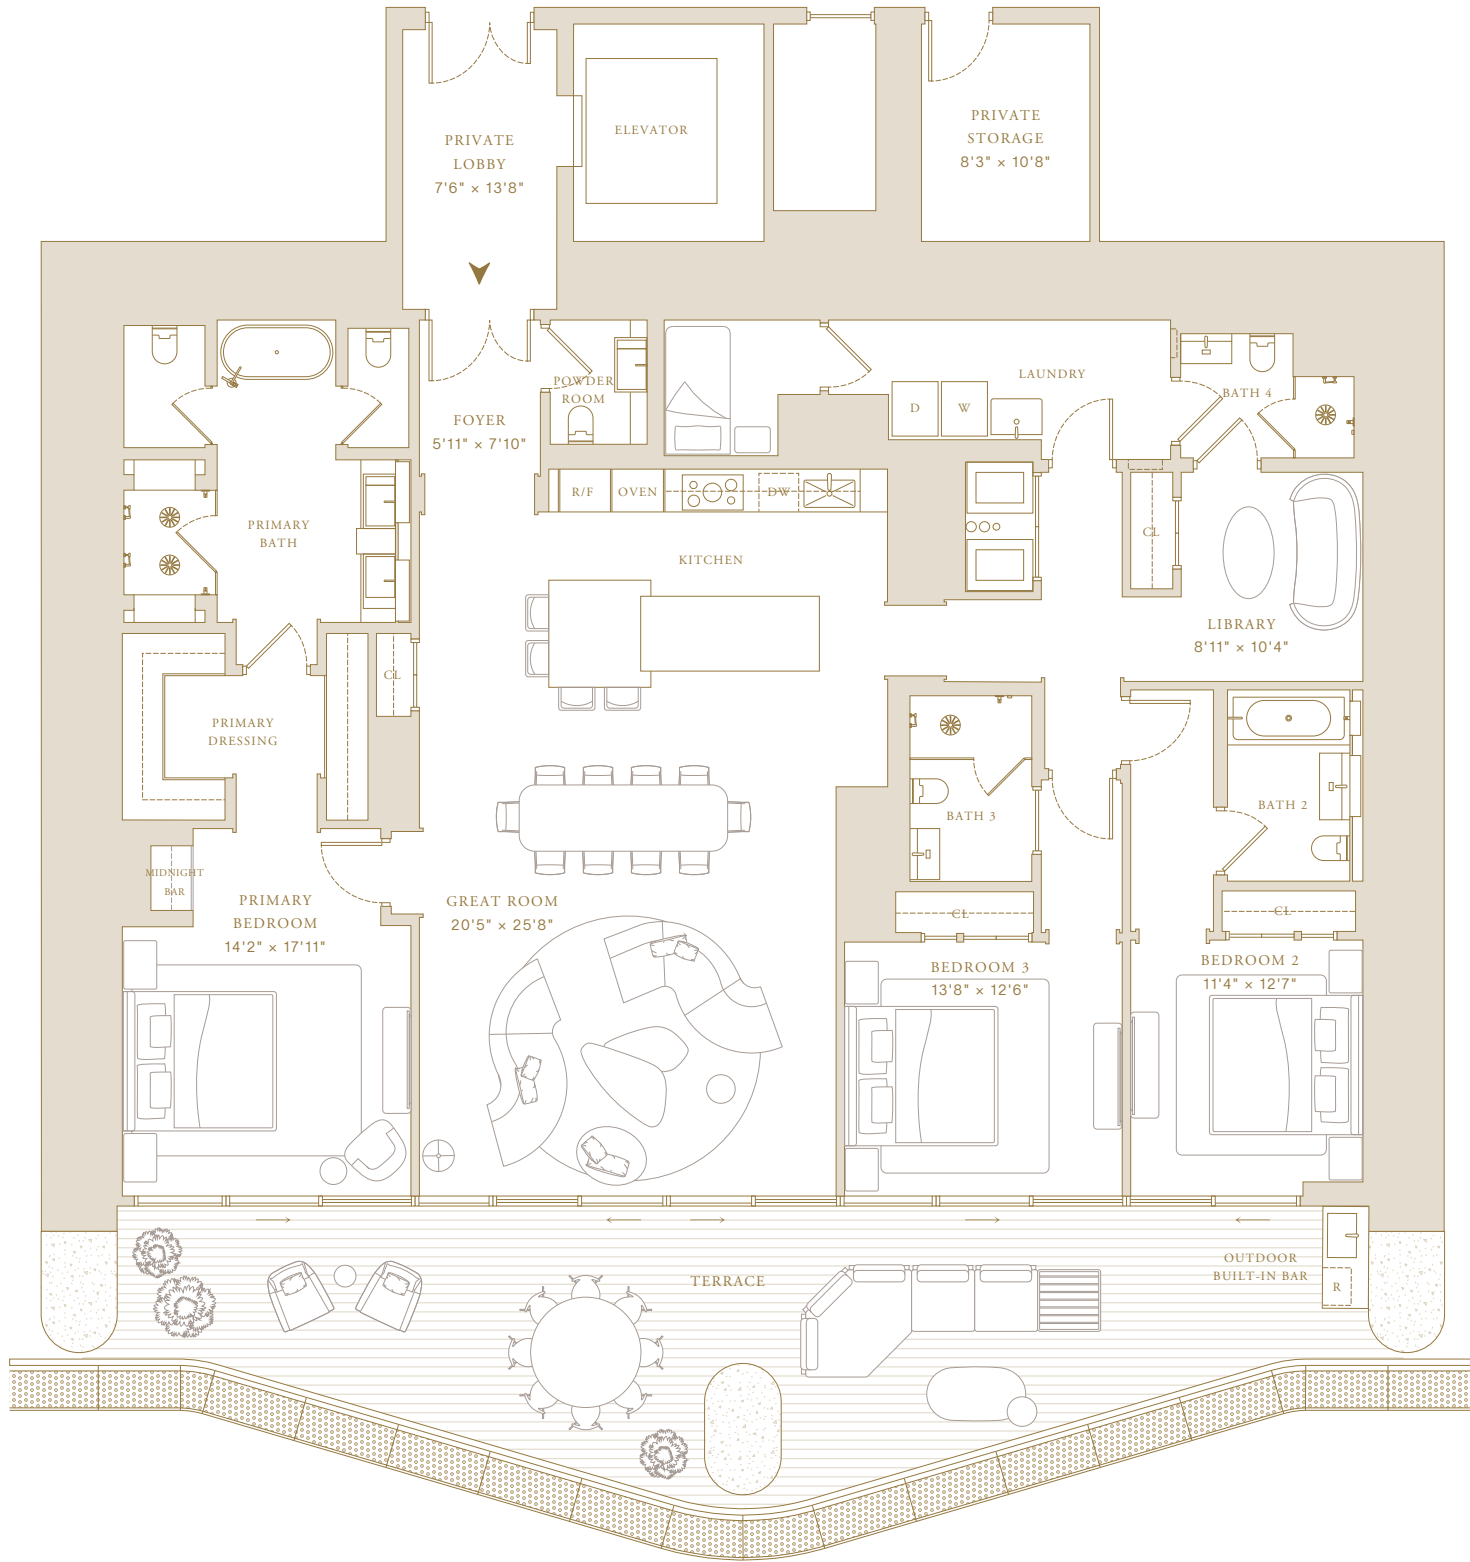 PRIVATE
LOBBY
7'6" × 13'8"
ELEVATOR
PRIVATE
STORAGE
8'3" × 10'8"
POWDER
ROOM
FOYER
5'11" × 7'10"
LAUNDRY
D
W
BATH 4
R/F
OVEN
DW
CL
PRIMARY
BATH
KITCHEN
LIBRARY
8'11" × 10'4"
CL
PRIMARY
DRESSING
BATH 3
BATH 2
MIDNIGHT
BAR
PRIMARY
BEDROOM
14'2" × 17'11"
GREAT ROOM
20'5" × 25'8"
CL
CL
BEDROOM 3
13'8" × 12'6"
BEDROOM 2
11'4" × 12'7"
TERRACE
OUTDOOR
BUILT-IN BAR
R